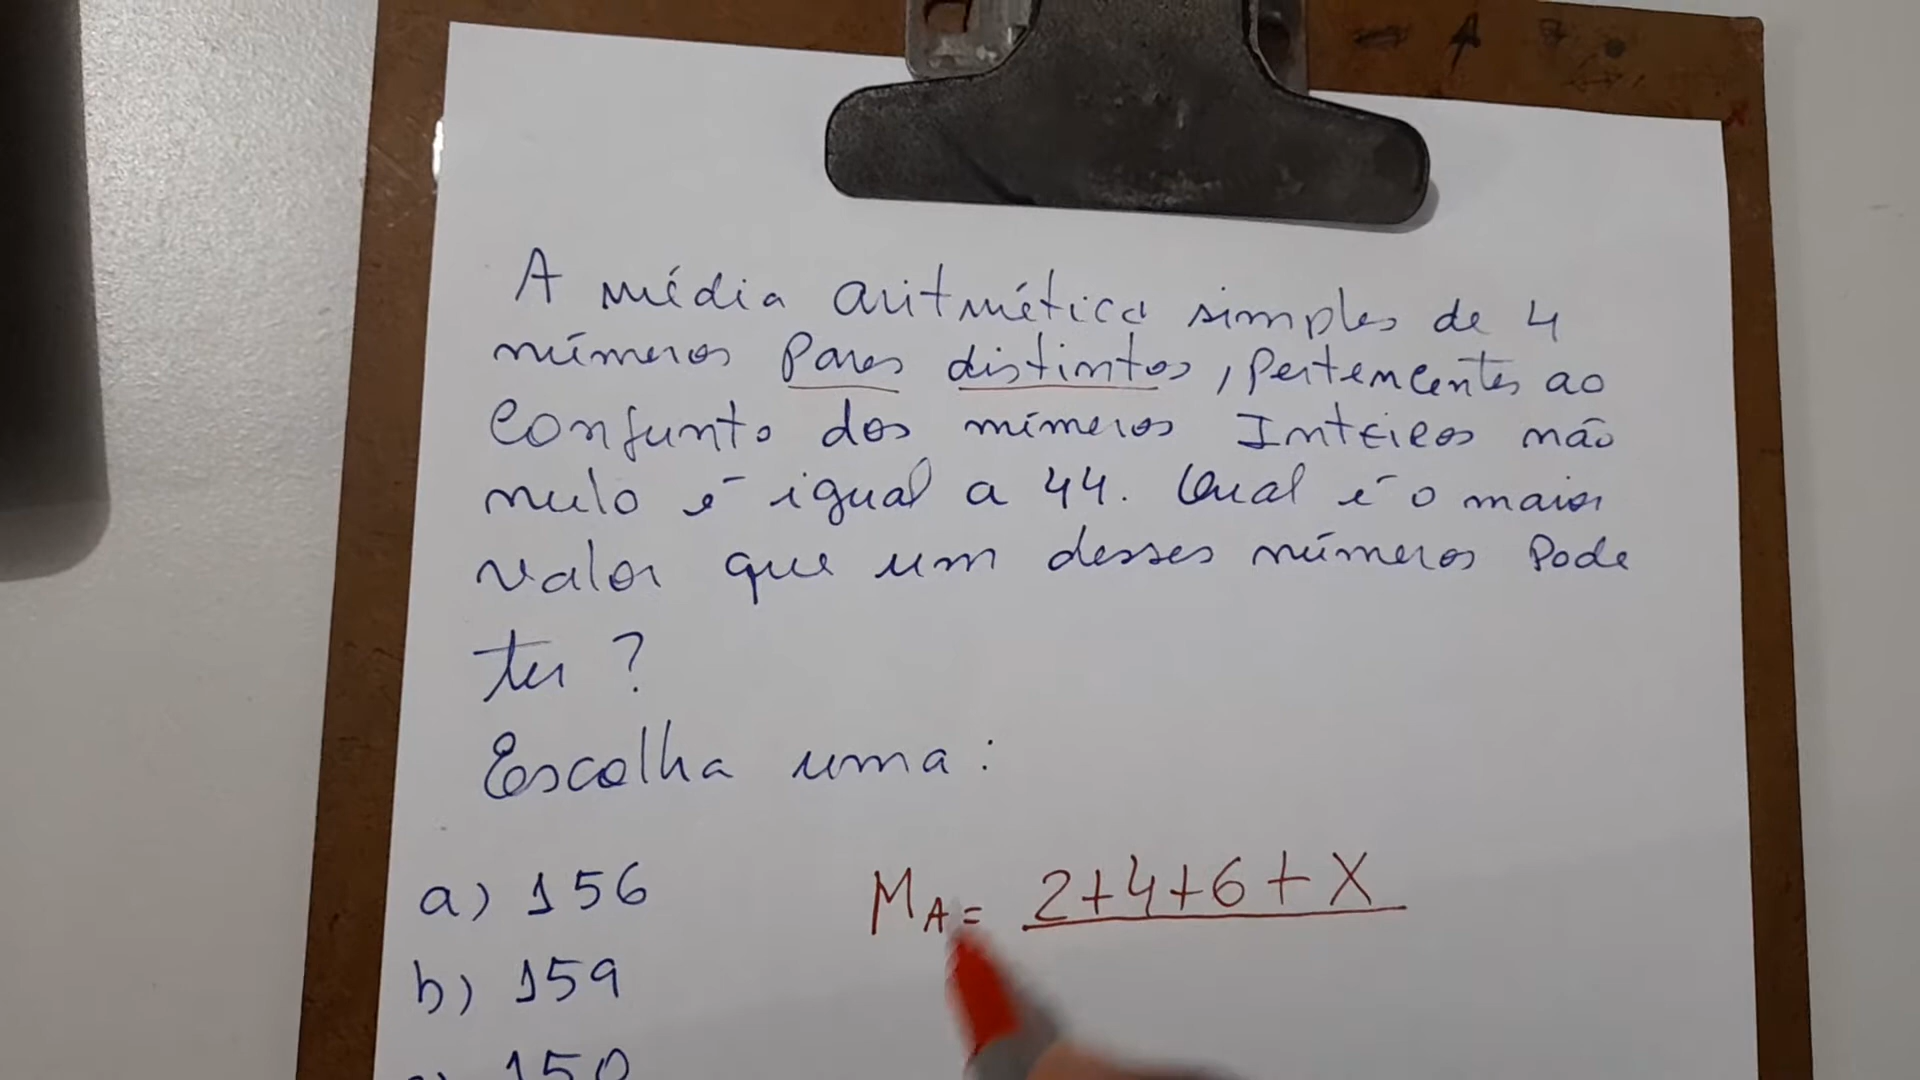 A média aritmética simples de 4
números Pares distintos, Pertencentes ao
Conjunto dos números Inteiros não
nulo é igual a 44. Qual é o maior
valor que um desses números Pode
ter?
Escolha uma:
a) 156
MA= 2+4+6+X
b) 159
c) 150